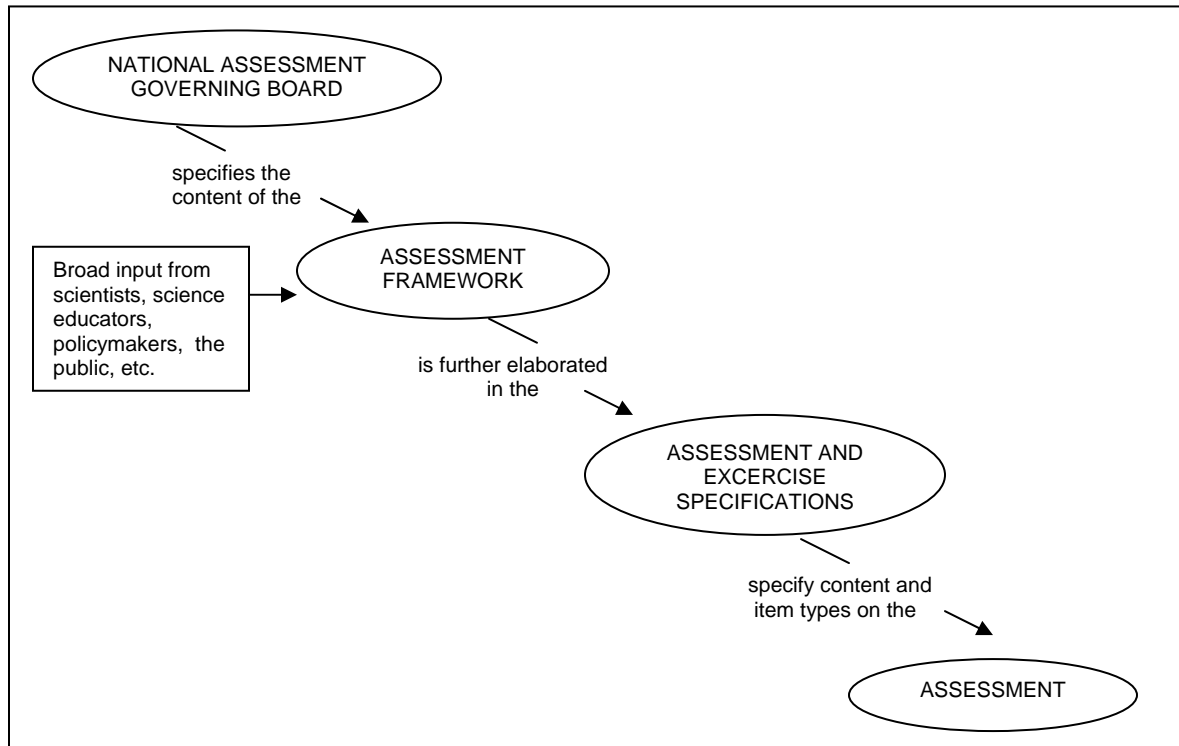 NATIONAL ASSESSMENT
GOVERNING BOARD
specifies the
content of the
Broad input from
scientists, science
educators,
policymakers, the
public, etc.
ASSESSMENT
FRAMEWORK
is further elaborated
in the
ASSESSMENT AND
EXCERCISE
SPECIFICATIONS
specify content and
item types on the
ASSESSMENT